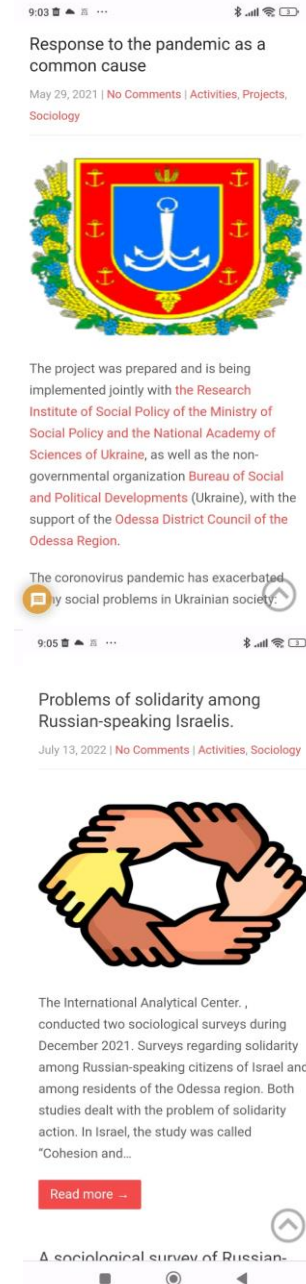 9:03
Response to the pandemic as a
common cause
May 29, 2021 | No Comments | Activities, Projects,
Sociology
The project was prepared and is being
implemented jointly with the Research
Institute of Social Policy of the Ministry of
Social Policy and the National Academy of
Sciences of Ukraine, as well as the non-
governmental organization Bureau of Social
and Political Developments (Ukraine), with the
support of the Odessa District Council of the
Odessa Region.
The coronovirus pandemic has exacerbated
social problems in Ukrainian society.
9:05
Problems of solidarity among
Russian-speaking Israelis.
July 13, 2022 | No Comments | Activities, Sociology
The International Analytical Center. ,
conducted two sociological surveys during
December 2021. Surveys regarding solidarity
among Russian-speaking citizens of Israel and
among residents of the Odessa region. Both
studies dealt with the problem of solidarity
action. In Israel, the study was called
"Cohesion and...
Read more →
A sociological survey of Russian-